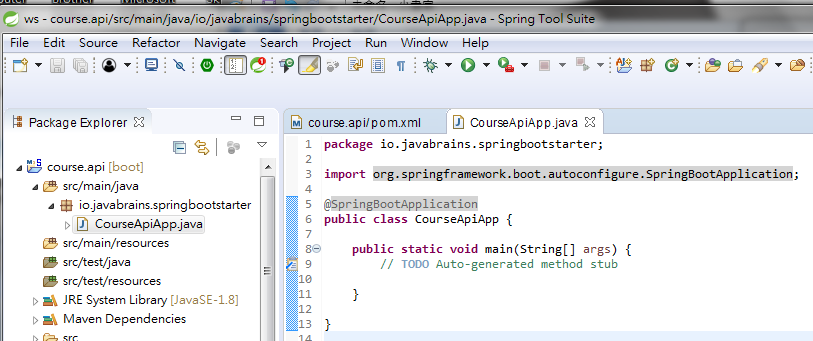 ws - course.api/src/main/java/io/javabrains/springbootstarter/CourseApiApp.java - Spring Tool Suite
File Edit Source Refactor Navigate Search Project Run Window Help
Package Explorer
course.api [boot]
src/main/java
io.javabrains.springbootstarter
CourseApiApp.java
src/main/resources
src/test/java
src/test/resources
JRE System Library [JavaSE-1.8]
Maven Dependencies
src
course.api/pom.xml CourseApiApp.java
1 package io.javabrains.springbootstarter;
2
3 import org.springframework.boot.autoconfigure.SpringBootApplication;
4
5 @SpringBootApplication
6 public class CourseApiApp {
7
8 public static void main(String[] args) {
9 // TODO Auto-generated method stub
10
11 }
12
13 }
14